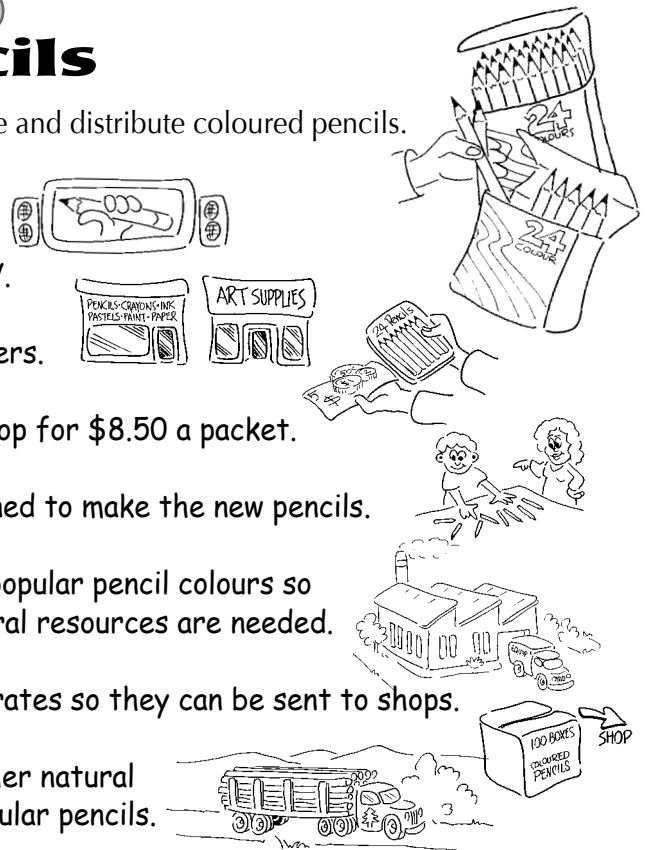 cils
e and distribute coloured pencils.
24
COLOURS
24
COLOUR
y.
PENCILS·CRAYONS·INK
PASTELS·PAINT·PAPER
ART SUPPLIES
ers.
24 Pencils
5 $
op for $8.50 a packet.
ned to make the new pencils.
popular pencil colours so
ral resources are needed.
rates so they can be sent to shops.
100 BOXES
COLOURED
PENCILS
SHOP
er natural
ular pencils.